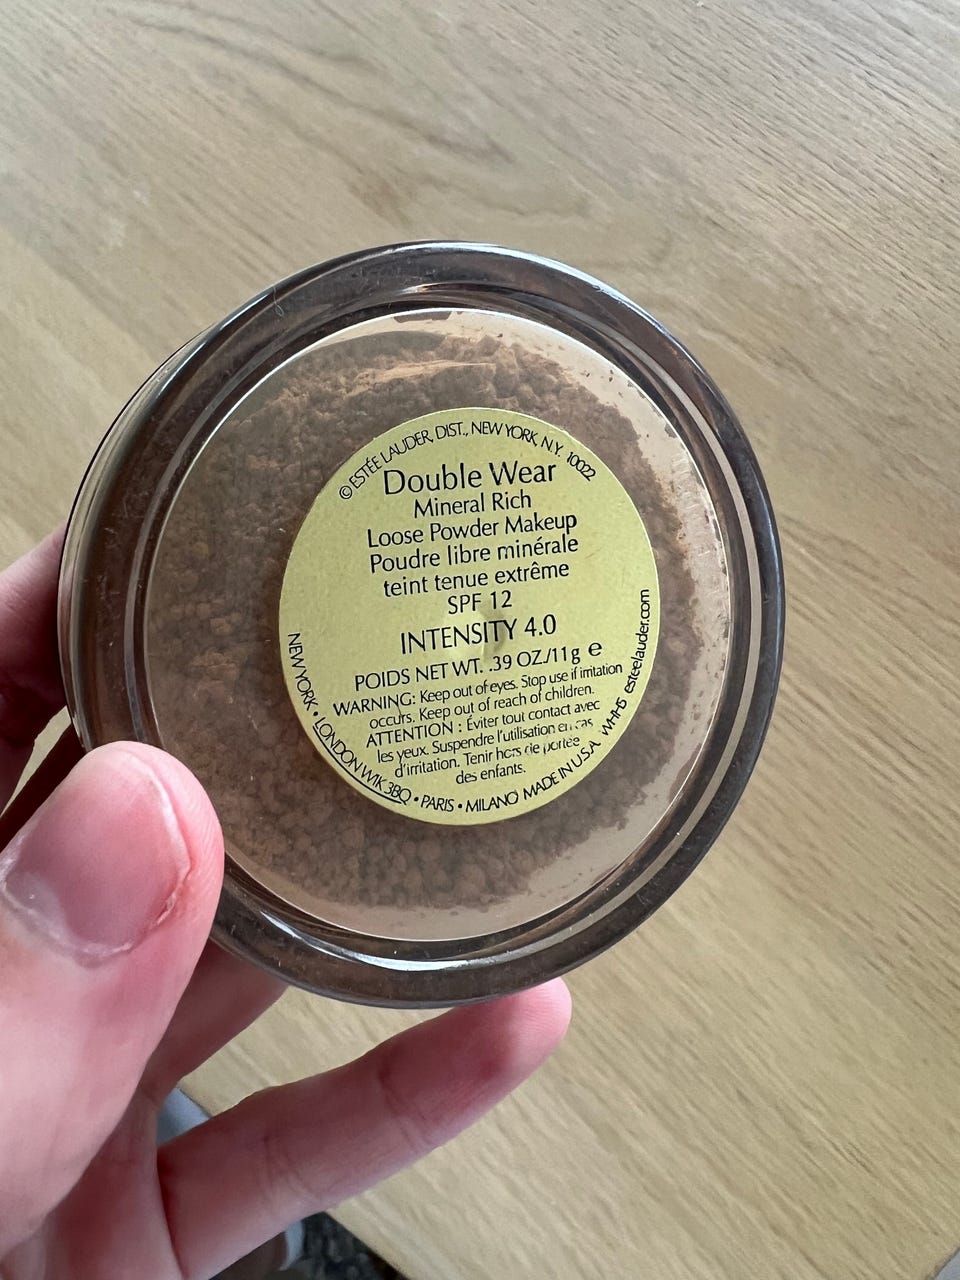 © ESTĒE LAUDER, DIST., NEW YORK, N.Y. 10022
Double Wear
Mineral Rich
Loose Powder Makeup
Poudre libre minérale
teint tenue extrême
SPF 12
INTENSITY 4.0
POIDS NET WT. .39 OZ./11g e
WARNING: Keep out of eyes. Stop use if irritation
occurs. Keep out of reach of children.
ATTENTION : Éviter tout contact avec
les yeux. Suspendre l'utilisation en cas
d'irritation. Tenir hors de portée
des enfants.
NEW YORK • LONDON W1K 3BQ • PARIS • MILANO MADE IN U.S.A. WHH5 esteelauder.com